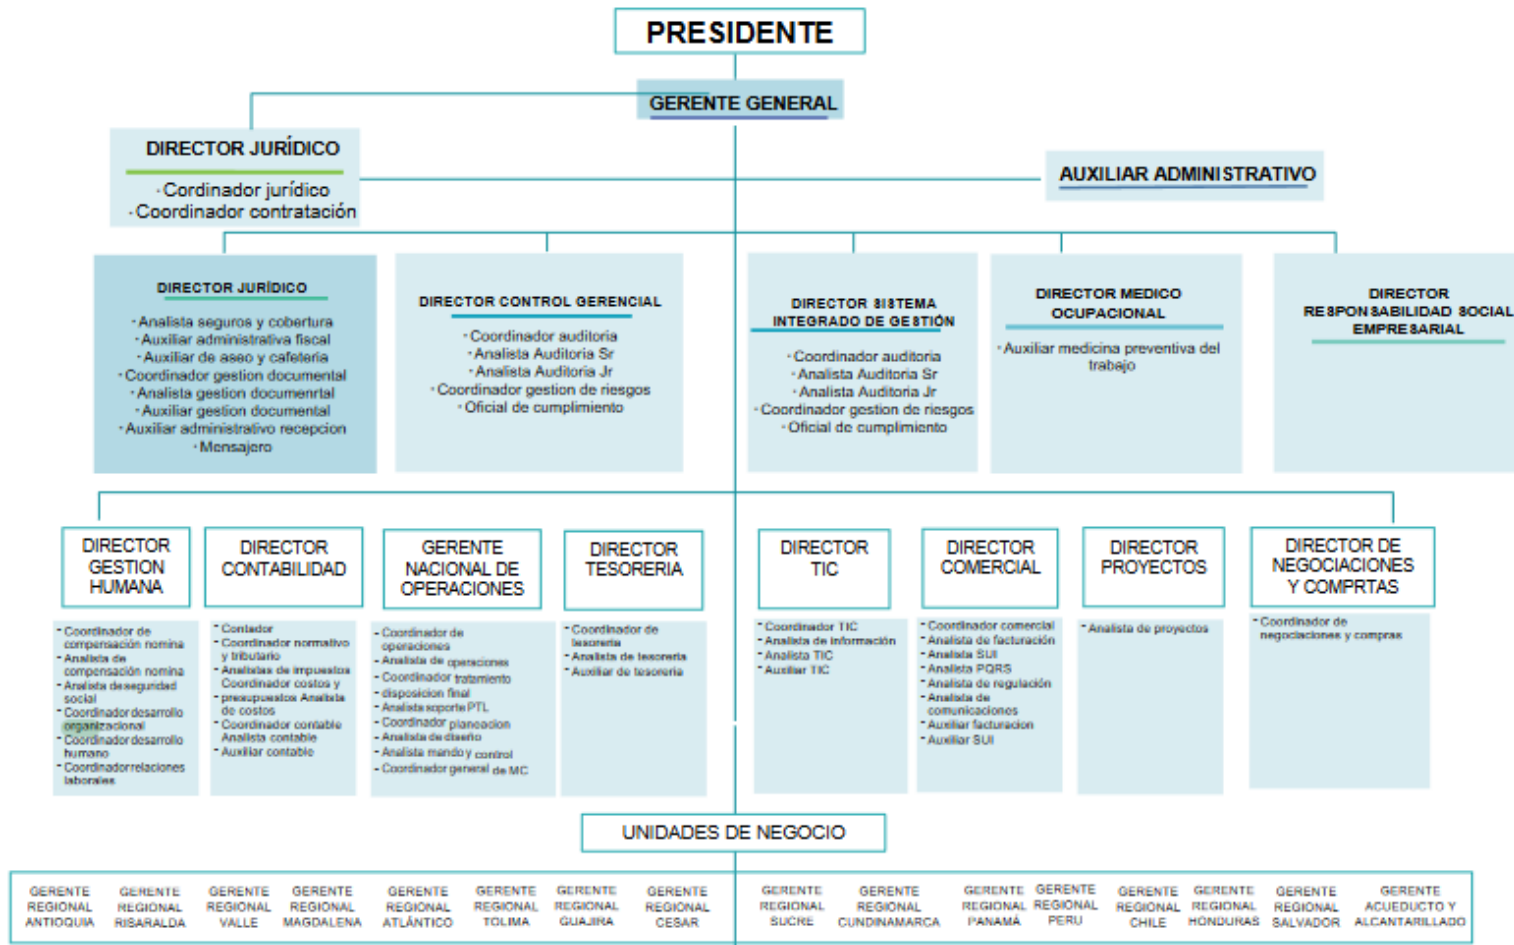 PRESIDENTE
GERENTE GENERAL
DIRECTOR JURÍDICO
·Cordinador jurídico
·Coordinador contratación
AUXILIAR ADMINISTRATIVO
DIRECTOR JURÍDICO
·Analista seguros y cobertura
·Auxiliar administrativa fiscal
·Auxiliar de aseo y cafeteria
·Coordinador gestion documental
·Analista gestion documenrtal
·Auxiliar gestion documental
·Auxiliar administrativo recepcion
·Mensajero
DIRECTOR CONTROL GERENCIAL
·Coordinador auditoria
·Analista Auditoria Sr
·Analista Auditoria Jr
·Coordinador gestion de riesgos
·Oficial de cumplimiento
DIRECTOR SISTEMA
INTEGRADO DE GESTIÓN
·Coordinador auditoria
·Analista Auditoria Sr
·Analista Auditoria Jr
·Coordinador gestion de riesgos
·Oficial de cumplimiento
DIRECTOR MEDICO
OCUPACIONAL
·Auxiliar medicina preventiva del
trabajo
DIRECTOR
RESPONSABILIDAD SOCIAL
EMPRESARIAL
DIRECTOR
GESTION
HUMANA
- Coordinador de
compensación nomina
- Analista de
compensación nomina
- Analista de seguridad
social
- Coordinador desarrollo
organizacional
- Coordinador desarrollo
humano
- Coordinador relaciones
laborales
DIRECTOR
CONTABILIDAD
- Contador
- Coordinador normativo
y tributario
- Analistas de impuestos
Coordinador costos y
- presupuestos Analista
de costos
- Coordinador contable
Analista contable
- Auxiliar contable
GERENTE
NACIONAL DE
OPERACIONES
- Coordinador de
operaciones
- Analista de operaciones
- Coordinador tratamiento
- disposicion final
- Analista soporte PTL
- Coordinador planeacion
- Analista de diseño
- Analista mando y control
- Coordinador general de MC
DIRECTOR
TESORERIA
- Coordinador de
tesoreria
- Analista de tesoreria
- Auxiliar de tesoreria
DIRECTOR
TIC
- Coordinador TIC
- Analista de información
- Analista TIC
- Auxiliar TIC
DIRECTOR
COMERCIAL
- Coordinador comercial
- Analista de facturación
- Analista SUI
- Analista PQRS
- Analista de regulación
- Analista de
comunicaciones
- Auxiliar facturacion
- Auxiliar SUI
DIRECTOR
PROYECTOS
- Analista de proyectos
DIRECTOR DE
NEGOCIACIONES
Y COMPRTAS
- Coordinador de
negociaciones y compras
UNIDADES DE NEGOCIO
GERENTE
REGIONAL
ANTIOQUIA
GERENTE
REGIONAL
RISARALDA
GERENTE
REGIONAL
VALLE
GERENTE
REGIONAL
MAGDALENA
GERENTE
REGIONAL
ATLÁNTICO
GERENTE
REGIONAL
TOLIMA
GERENTE
REGIONAL
GUAJIRA
GERENTE
REGIONAL
CESAR
GERENTE
REGIONAL
SUCRE
GERENTE
REGIONAL
CUNDINAMARCA
GERENTE
REGIONAL
PANAMÁ
GERENTE
REGIONAL
PERU
GERENTE
REGIONAL
CHILE
GERENTE
REGIONAL
HONDURAS
GERENTE
REGIONAL
SALVADOR
GERENTE
ACUEDUCTO Y
ALCANTARILLADO